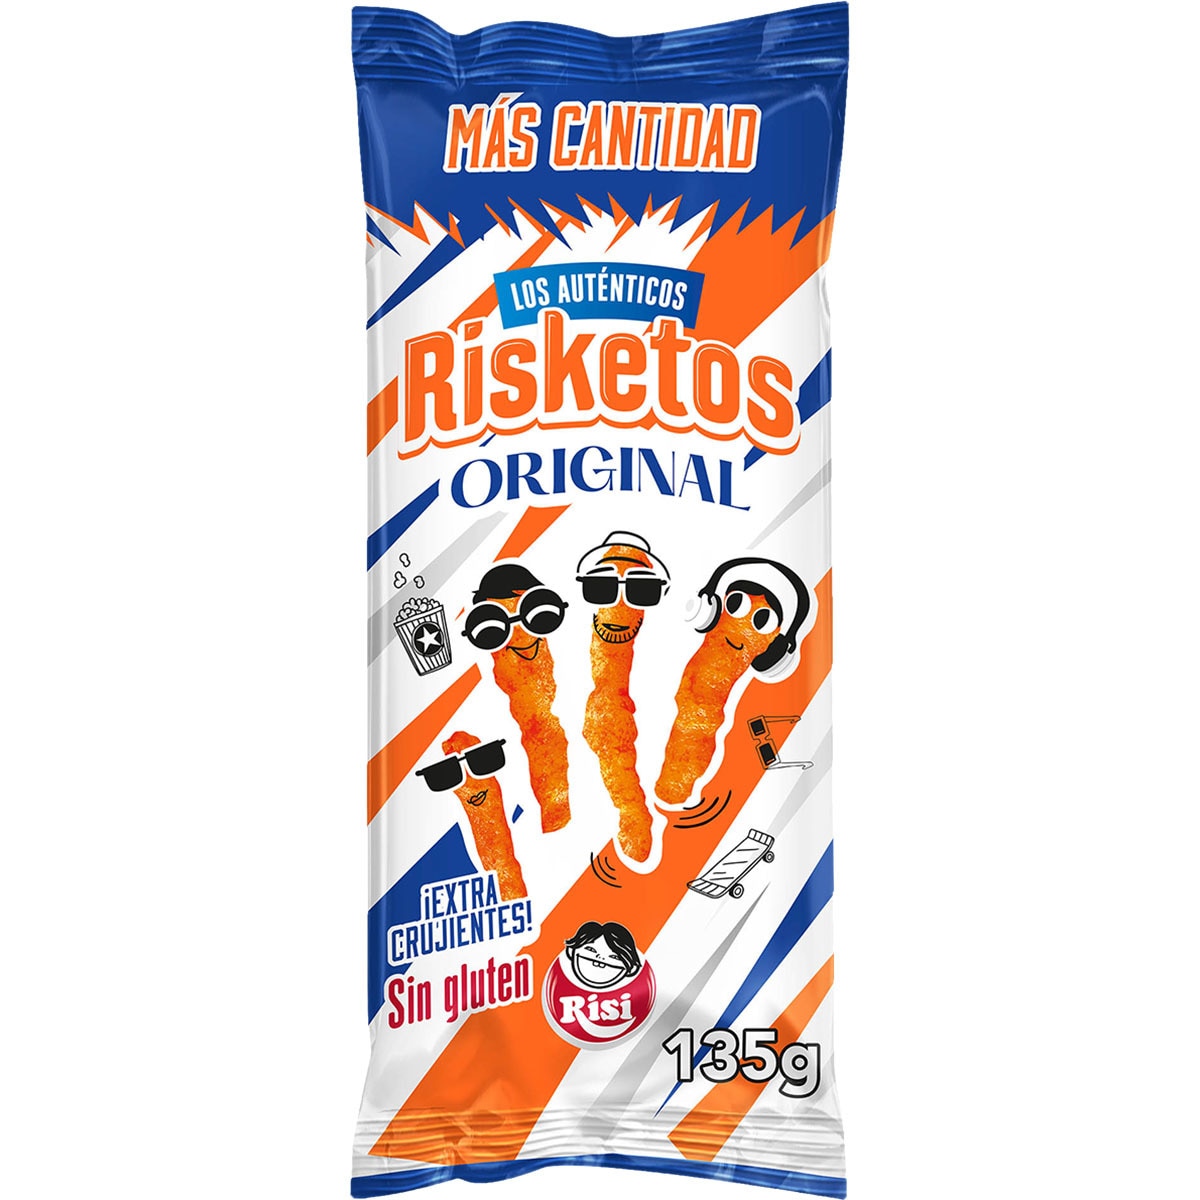 MÁS CANTIDAD
LOS AUTÉNTICOS
Risketos
ORIGINAL
¡EXTRA
CRUJIENTES!
Sin gluten
Risi
135g